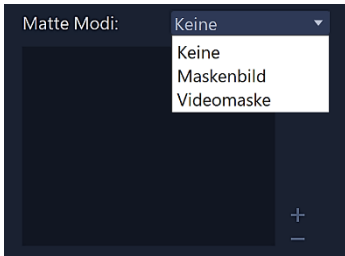 Matte Modi: Keine
Keine
Maskenbild
Videomaske
+
−